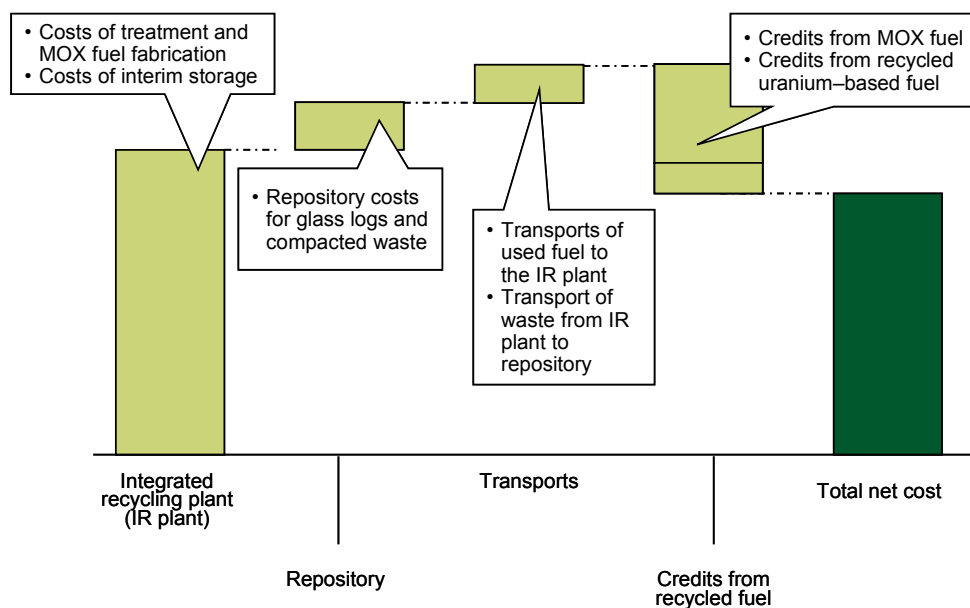 • Costs of treatment and
MOX fuel fabrication
• Costs of interim storage
• Credits from MOX fuel
• Credits from recycled
uranium–based fuel
• Repository costs
for glass logs and
compacted waste
• Transports of
used fuel to
the IR plant
• Transport of
waste from IR
plant to
repository
Integrated
recycling plant
(IR plant)
Transports
Total net cost
Repository
Credits from
recycled fuel